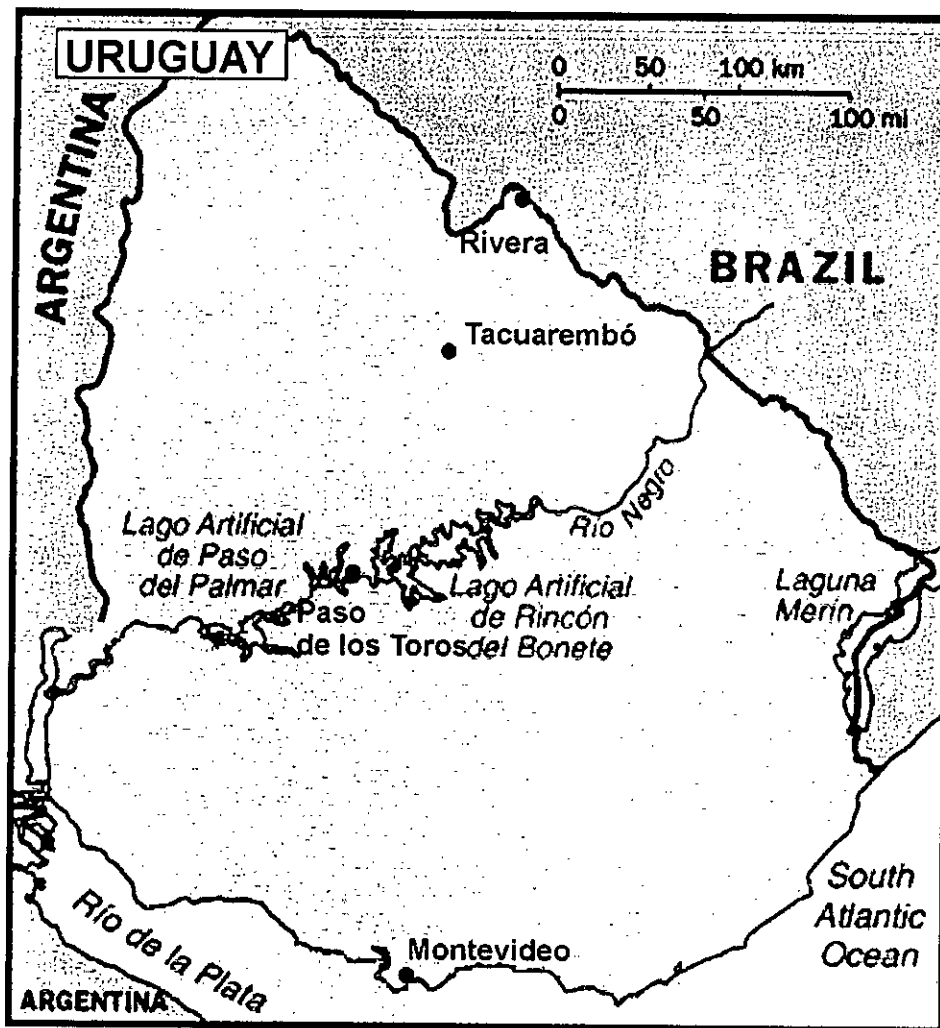 URUGUAY
0 50 100 km
0 50 100 mi
ARGENTINA
Rivera
BRAZIL
Tacuarembó
Río Negro
Lago Artificial
de Paso
del Palmar
Lago Artificial
de Rincón
del Bonete
Paso
de los Toros
Laguna
Merin
South
Atlantic
Ocean
Montevideo
Río de la Plata
ARGENTINA